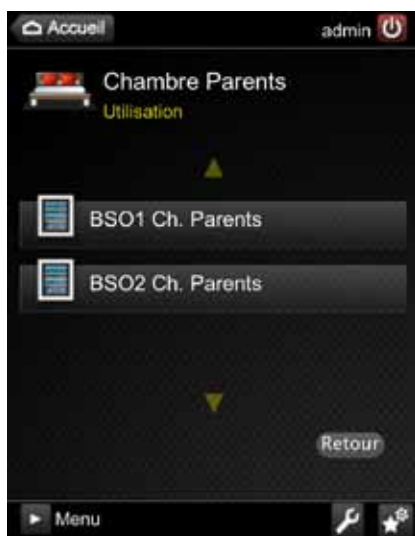 Accueil
admin
Chambre Parents
Utilisation
BSO1 Ch. Parents
BSO2 Ch. Parents
Retour
Menu